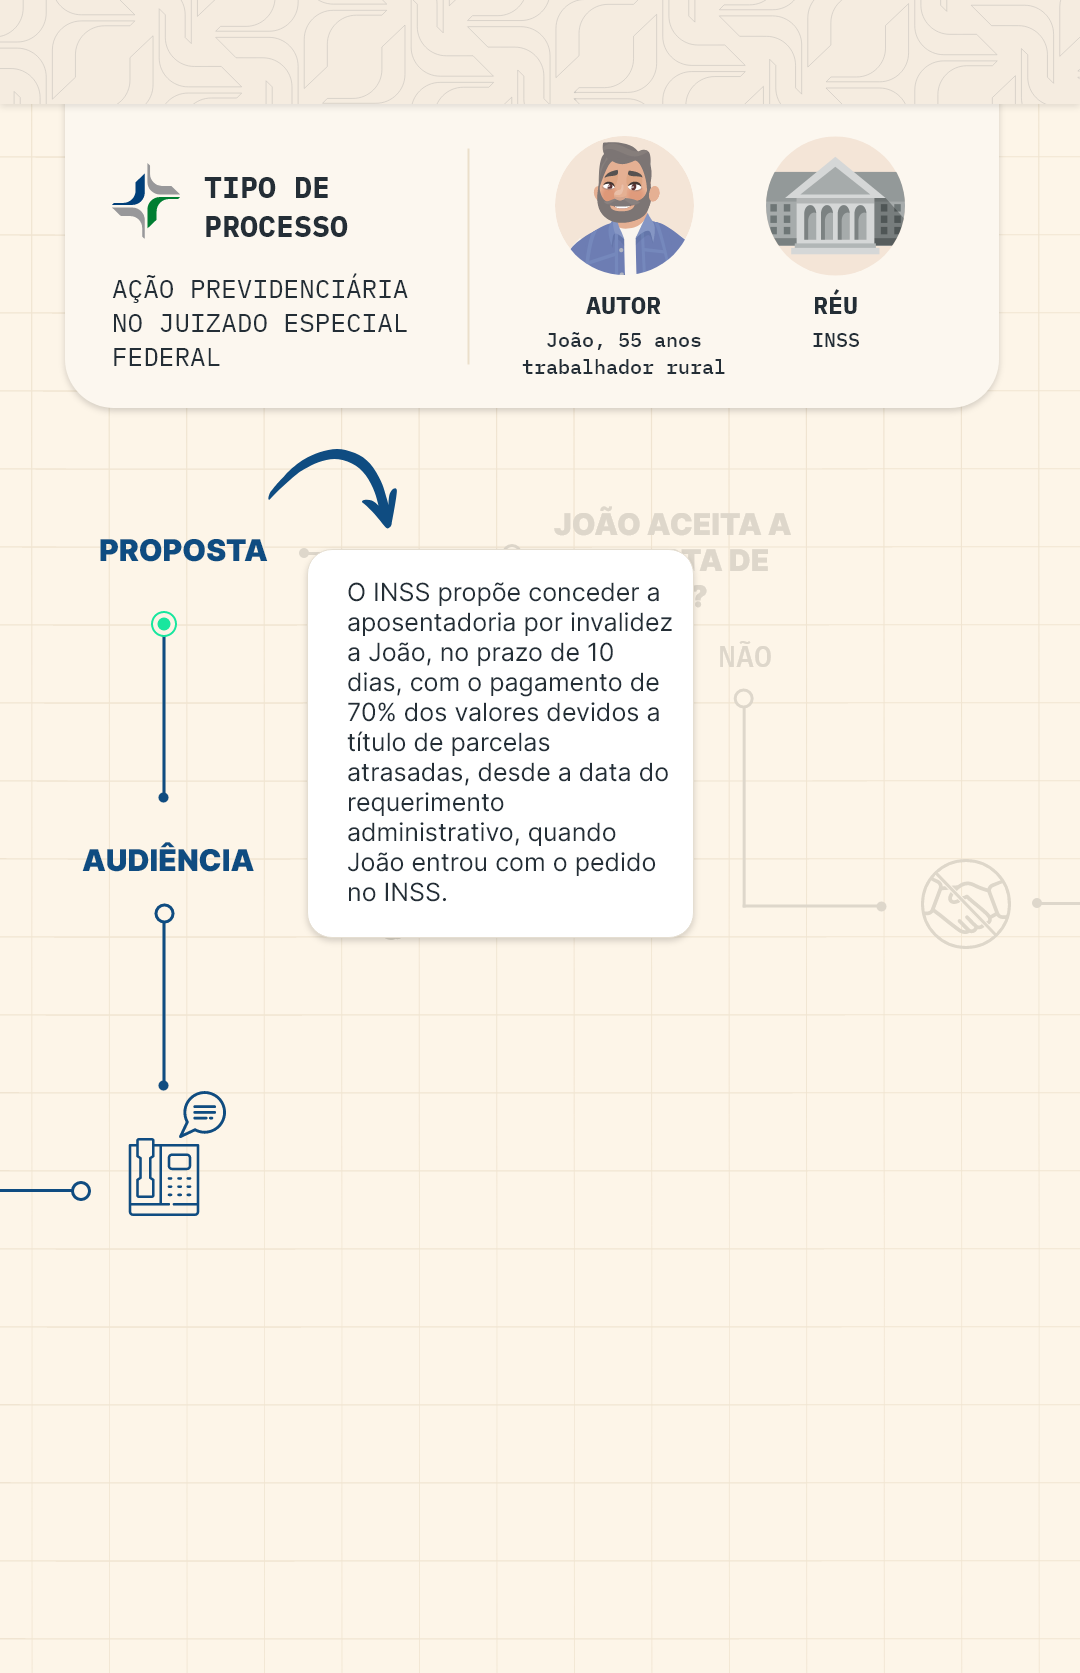 TIPO DE
PROCESSO
AÇÃO PREVIDENCIÁRIA
NO JUIZADO ESPECIAL
FEDERAL
AUTOR
João, 55 anos
trabalhador rural
RÉU
INSS
PROPOSTA
JOÃO ACEITA A
TA DE
?
NÃO
O INSS propõe conceder a
aposentadoria por invalidez
a João, no prazo de 10
dias, com o pagamento de
70% dos valores devidos a
título de parcelas
atrasadas, desde a data do
requerimento
administrativo, quando
João entrou com o pedido
no INSS.
AUDIÊNCIA